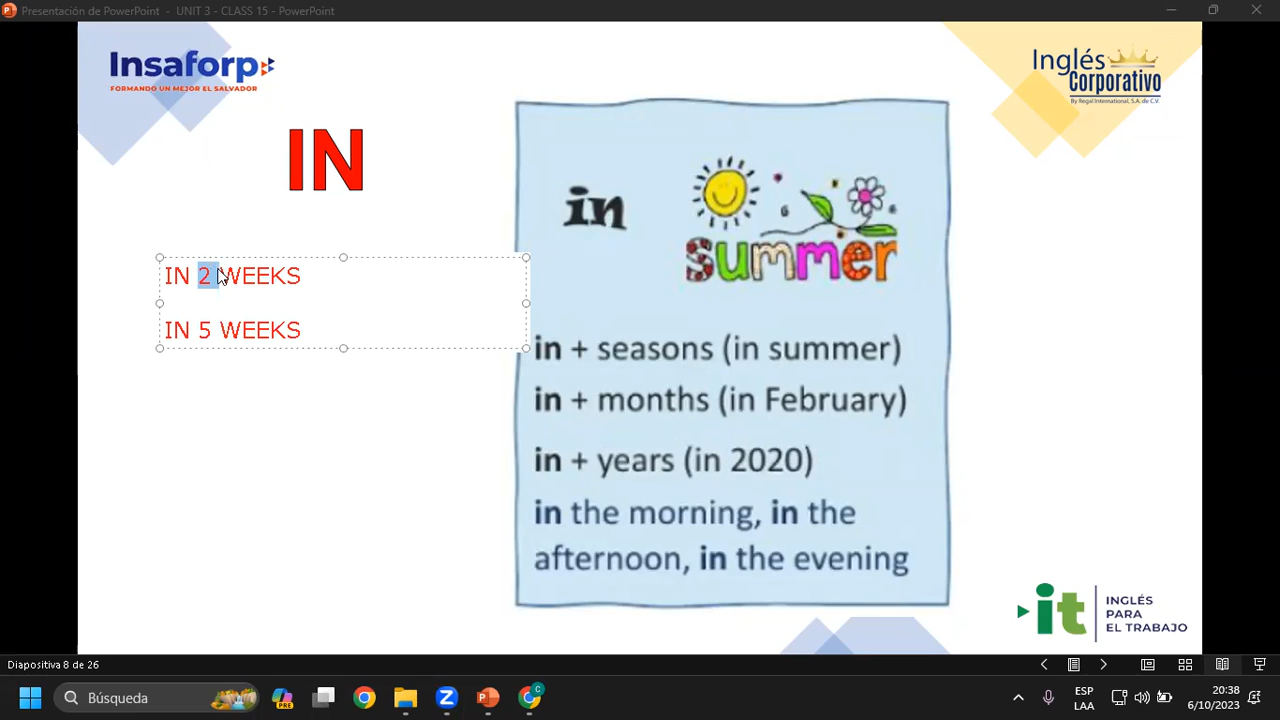 Presentación de PowerPoint - UNIT 3 - CLASS 15 - PowerPoint
Insaforp
FORMANDO UN MEJOR EL SALVADOR
Inglés
Corporativo
By Regal International, S.A. de C.V.
IN
in
summer
IN 2 WEEKS
IN 5 WEEKS
in + seasons (in summer)
in + months (in February)
in + years (in 2020)
in the morning, in the
afternoon, in the evening
it
INGLÉS
PARA
EL TRABAJO
Diapositiva 8 de 26
Búsqueda
PRE
ESP
LAA
20:38
6/10/2023